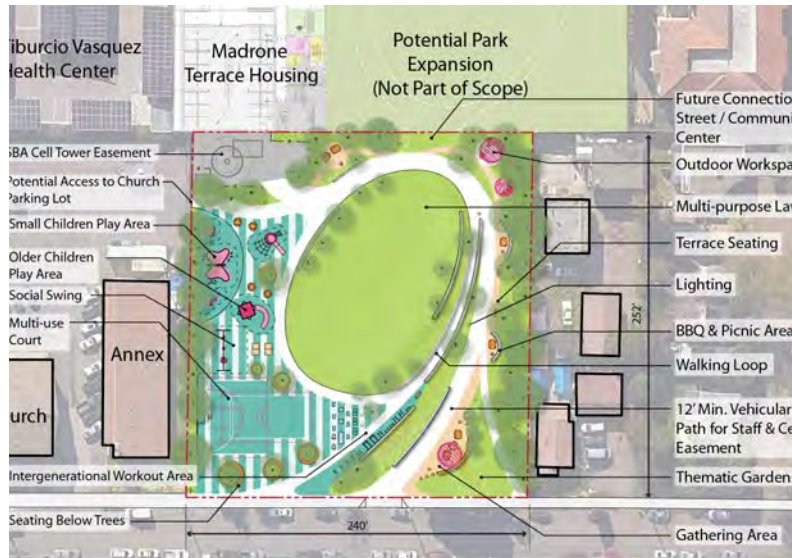 Tiburcio Vasquez
Health Center
Madrone
Terrace Housing
Potential Park
Expansion
(Not Part of Scope)
SBA Cell Tower Easement
Potential Access to Church
Parking Lot
Small Children Play Area
Older Children
Play Area
Social Swing
Multi-use
Court
Annex
urch
Intergenerational Workout Area
Seating Below Trees
240'
252'
Future Connectio
Street / Communi
Center
Outdoor Workspa
Multi-purpose La
Terrace Seating
Lighting
BBQ & Picnic Area
Walking Loop
12' Min. Vehicular
Path for Staff & Ce
Easement
Thematic Garden
Gathering Area